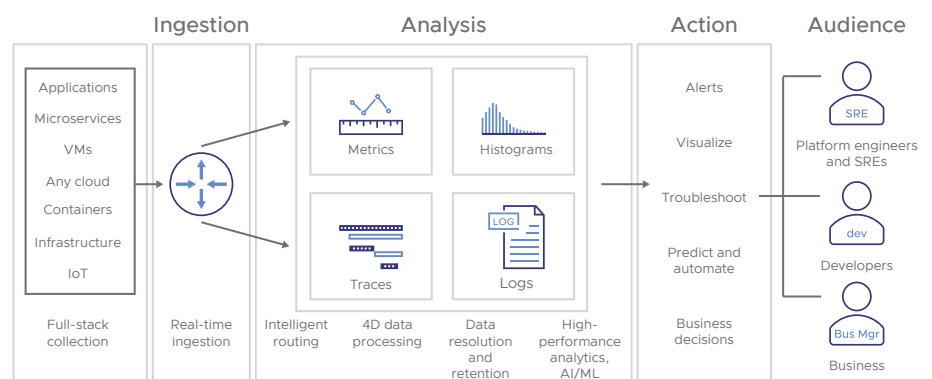 Ingestion
Analysis
Action
Audience
Applications
Microservices
VMs
Any cloud
Containers
Infrastructure
IoT
Full-stack
collection
Real-time
ingestion
Metrics
Histograms
Traces
LOG
Logs
Intelligent
routing
4D data
processing
Data
resolution
and
retention
High-
performance
analytics,
AI/ML
Alerts
Visualize
Troubleshoot
Predict and
automate
Business
decisions
SRE
Platform engineers
and SREs
dev
Developers
Bus Mgr
Business